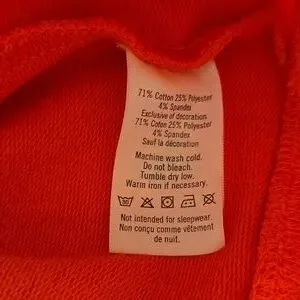 71% Cotton 25% Polyester
4% Spandex
Exclusive of decoration
71% Cotton 25% Polyester
4% Spandex
Sauf la décoration
Machine wash cold.
Do not bleach.
Tumble dry low.
Warm iron if necessary.
Not intended for sleepwear.
Non conçu comme vêtement
de nuit.